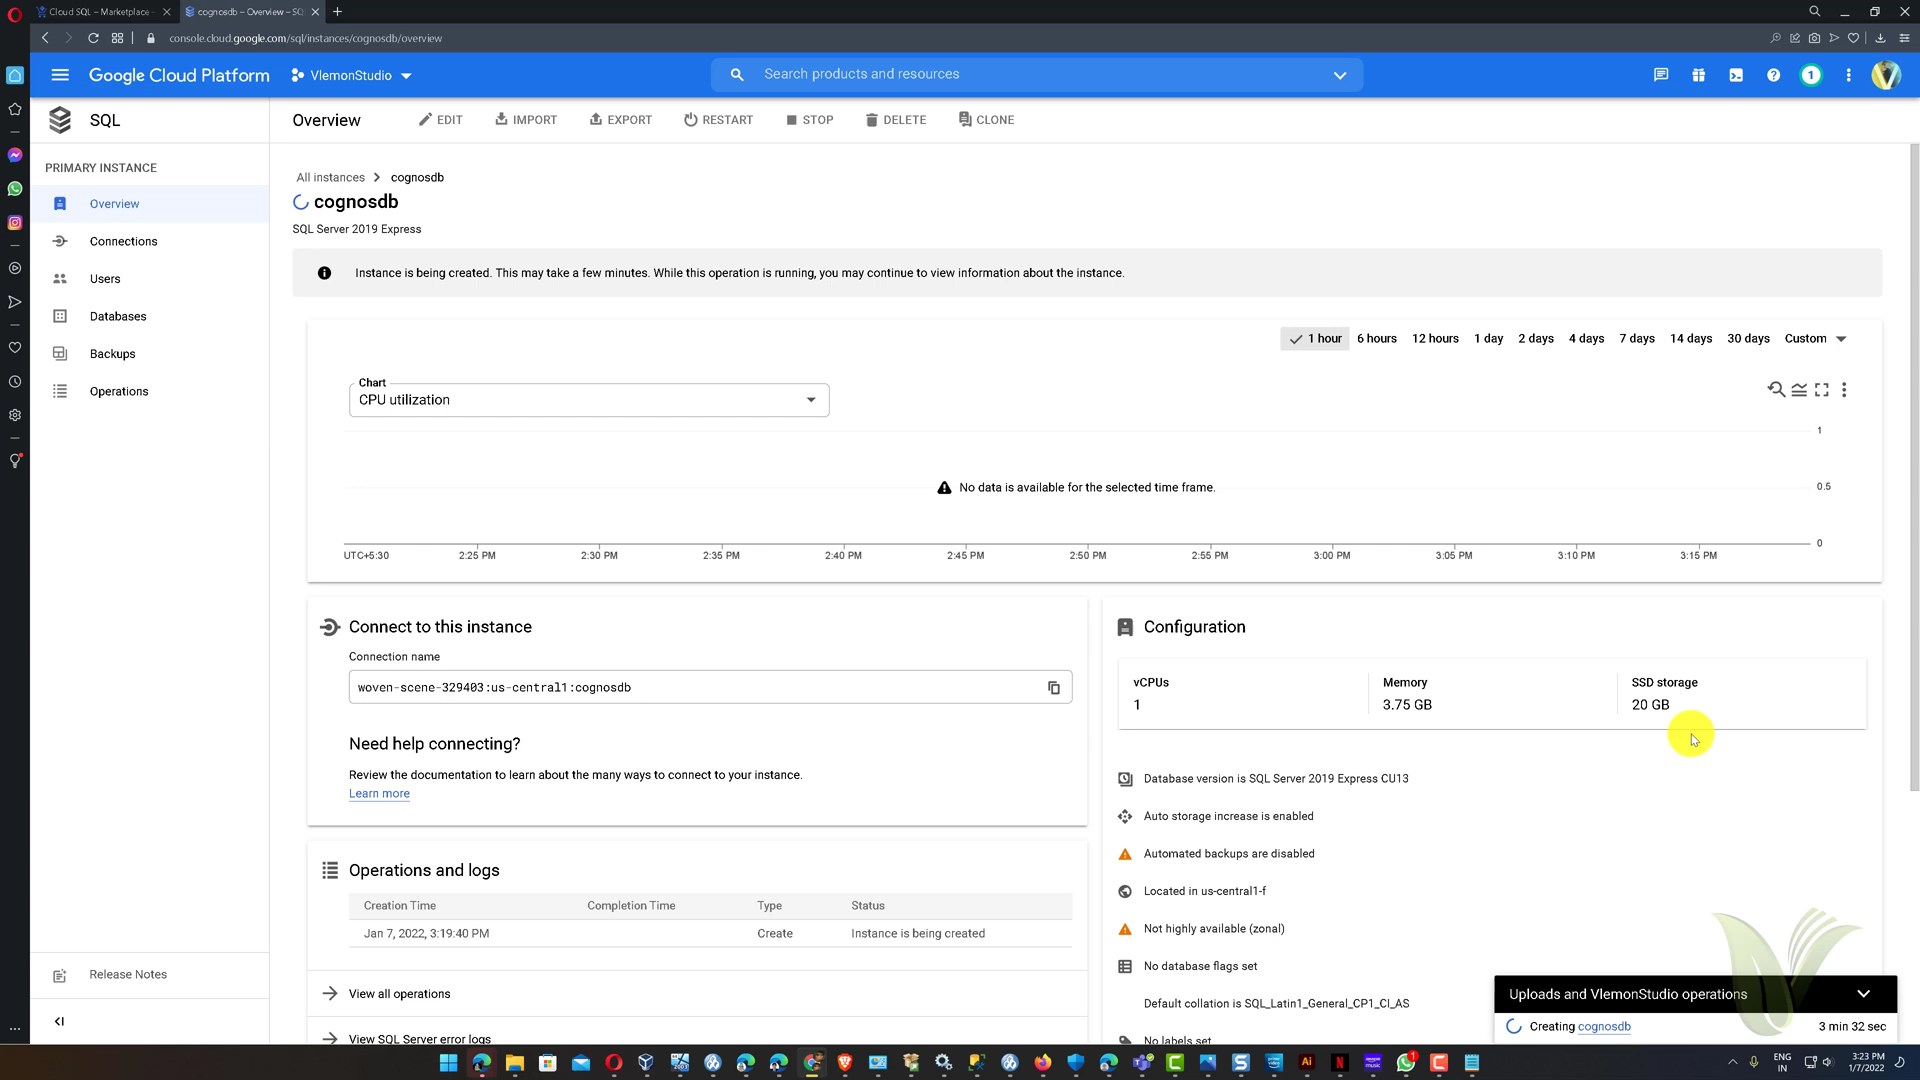 Cloud SQL – Marketplace –
cognosdb – Overview – SQ
console.cloud.google.com/sql/instances/cognosdb/overview
Google Cloud Platform
VlemonStudio
Search products and resources
1
SQL
Overview
EDIT
IMPORT
EXPORT
RESTART
STOP
DELETE
CLONE
PRIMARY INSTANCE
Overview
Connections
Users
Databases
Backups
Operations
Release Notes
All instances
cognosdb
cognosdb
SQL Server 2019 Express
Instance is being created. This may take a few minutes. While this operation is running, you may continue to view information about the instance.
1 hour
6 hours
12 hours
1 day
2 days
4 days
7 days
14 days
30 days
Custom
Chart
CPU utilization
1
No data is available for the selected time frame.
0.5
0
UTC+5:30
2:25 PM
2:30 PM
2:35 PM
2:40 PM
2:45 PM
2:50 PM
2:55 PM
3:00 PM
3:05 PM
3:10 PM
3:15 PM
Connect to this instance
Connection name
woven-scene-329403:us-central1:cognosdb
Need help connecting?
Review the documentation to learn about the many ways to connect to your instance.
Learn more
Operations and logs
Creation Time
Completion Time
Type
Status
Jan 7, 2022, 3:19:40 PM
Create
Instance is being created
View all operations
View SQL Server error logs
Configuration
vCPUs
1
Memory
3.75 GB
SSD storage
20 GB
Database version is SQL Server 2019 Express CU13
Auto storage increase is enabled
Automated backups are disabled
Located in us-central1-f
Not highly available (zonal)
No database flags set
Default collation is SQL_Latin1_General_CP1_CI_AS
No labels set
Uploads and VlemonStudio operations
Creating cognosdb
3 min 32 sec
ENG
IN
3:23 PM
1/7/2022